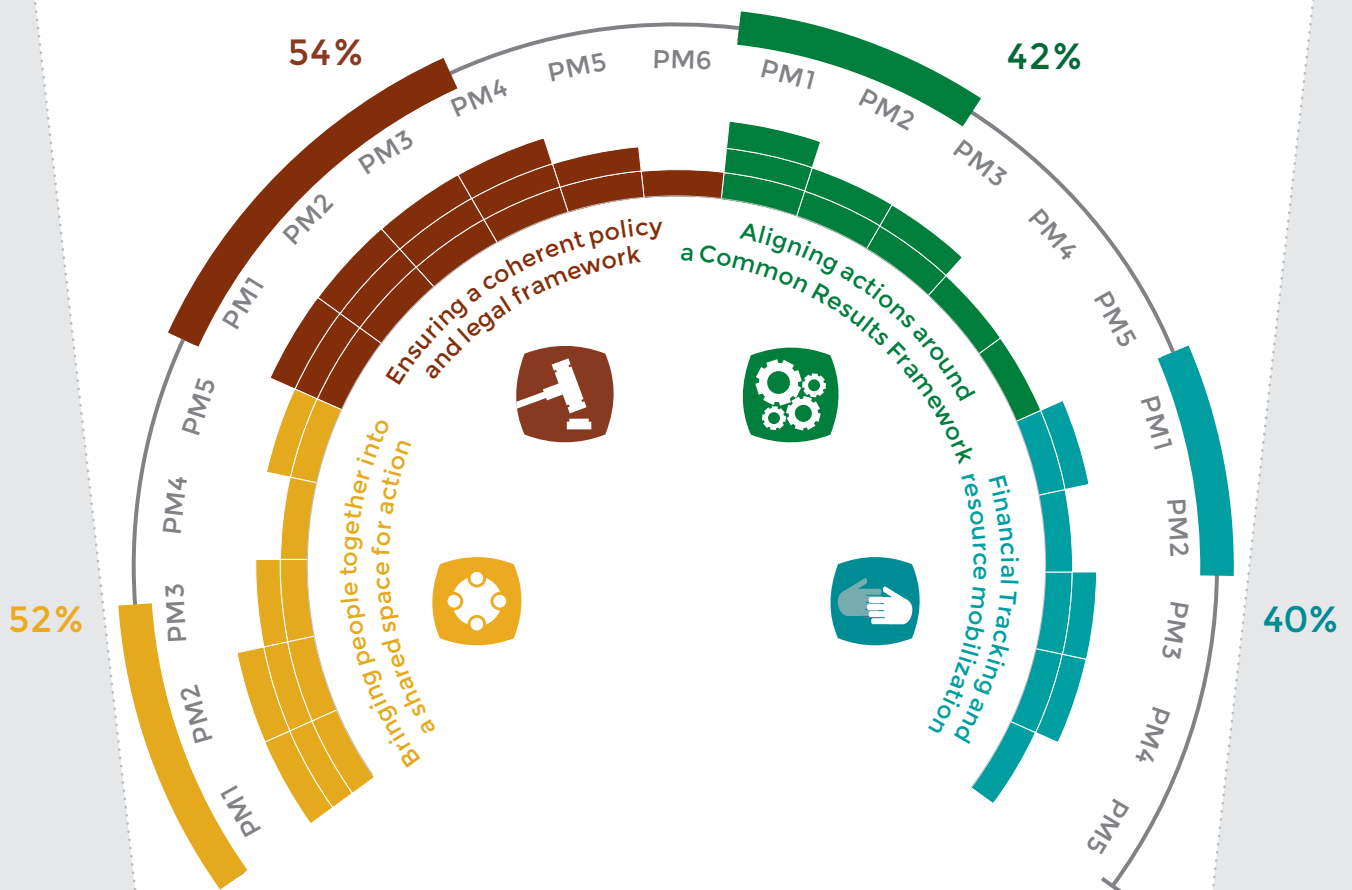 52%
PM1
PM2
PM3
PM4
PM5
Bringing people together into
a shared space for action
54%
PM1
PM2
PM3
PM4
PM5
PM6
Ensuring a coherent policy
and legal framework
42%
PM1
PM2
PM3
PM4
PM5
Aligning actions around
a Common Results Framework
40%
PM1
PM2
PM3
PM4
PM5
Financial Tracking and
resource mobilization